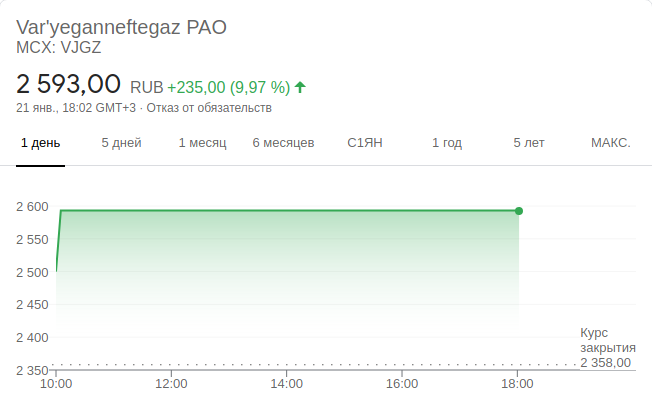 Var'yeganneftegaz PAO
MCX: VJGZ
2 593,00 RUB +235,00 (9,97 %)
21 янв., 18:02 GMT+3 · Отказ от обязательств
1 день 5 дней 1 месяц 6 месяцев С1ЯН 1 год 5 лет МАКС.
2 600
2 550
2 500
2 450
2 400
2 350
Курс
закрытия
2 358,00
10:00 12:00 14:00 16:00 18:00